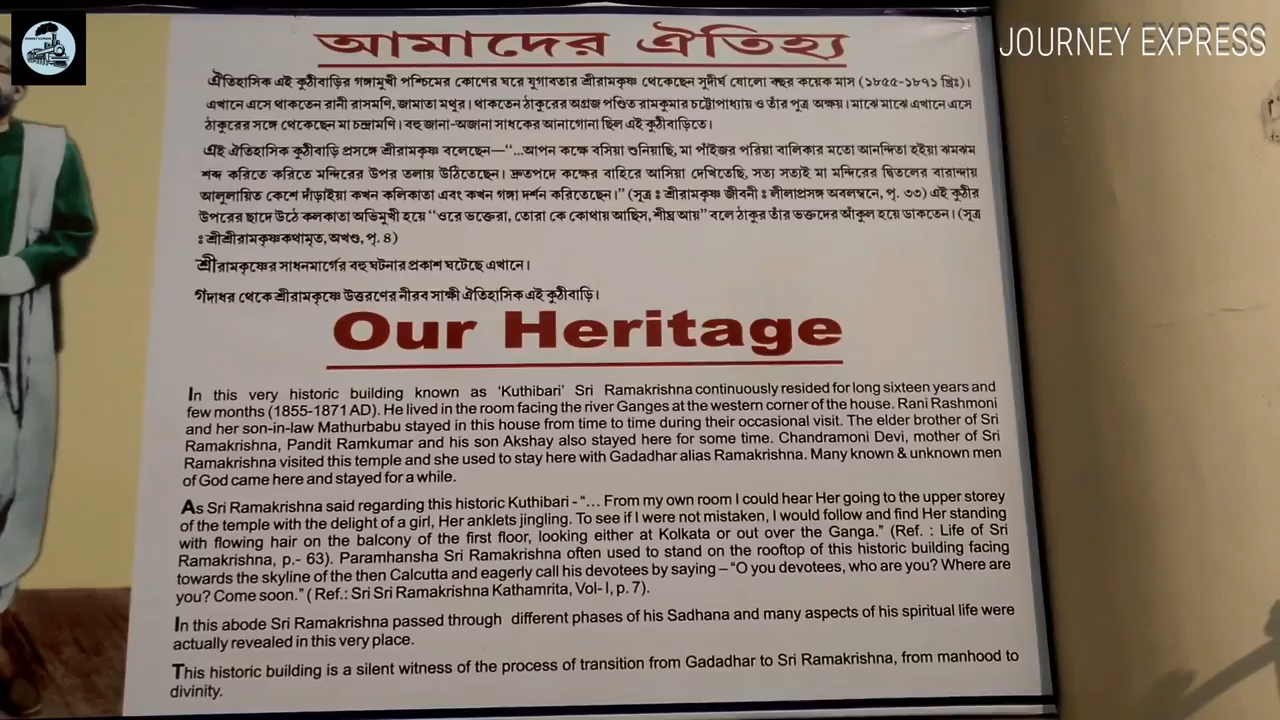 JOURNEY EXPRESS
আমাদের ঐতিহ্য
ঐতিহাসিক এই কুঠীবাড়ির গঙ্গামুখী পশ্চিমের কোণের ঘরে যুগাবতার শ্রীরামকৃষ্ণ থেকেছেন সুদীর্ঘ ষোলো বছর কয়েক মাস (১৮৫৫-১৮৭১ খ্রিঃ)।
এখানে এসে থাকতেন রানী রাসমণি, জামাতা মথুর। থাকতেন ঠাকুরের অগ্রজ পণ্ডিত রামকুমার চট্টোপাধ্যায় ও তাঁর পুত্র অক্ষয়। মাঝে মাঝে এখানে এসে
ঠাকুরের সঙ্গে থেকেছেন মা চন্দ্রামণি। বহু জানা-অজানা সাধকের আনাগোনা ছিল এই কুঠীবাড়িতে।
এই ঐতিহাসিক কুঠীবাড়ি প্রসঙ্গে শ্রীরামকৃষ্ণ বলেছেন—“...আপন কক্ষে বসিয়া শুনিয়াছি, মা পাঁইজর পরিয়া বালিকার মতো আনন্দিতা হইয়া ঝমঝম
শব্দ করিতে করিতে মন্দিরের উপর তলায় উঠিতেছেন। দ্রুতপদে কক্ষের বাহিরে আসিয়া দেখিতেছি, সত্য সত্যই মা মন্দিরের দ্বিতলের বারান্দায়
আলুলায়িত কেশে দাঁড়াইয়া কখন কলিকাতা এবং কখন গঙ্গা দর্শন করিতেছেন।” (সূত্র : শ্রীরামকৃষ্ণ জীবনী : লীলাপ্রসঙ্গ অবলম্বনে, পৃ. ৩৩) এই কুঠীর
উপরের ছাদে উঠে কলকাতা অভিমুখী হয়ে “ওরে ভক্তেরা, তোরা কে কোথায় আছিস, শীঘ্র আয়” বলে ঠাকুর তাঁর ভক্তদের আঁকুল হয়ে ডাকতেন। (সূত্র
: শ্রীশ্রীরামকৃষ্ণকথামৃত, অখণ্ড, পৃ. ৪)
শ্রীরামকৃষ্ণের সাধনমার্গের বহু ঘটনার প্রকাশ ঘটেছে এখানে।
গদাধর থেকে শ্রীরামকৃষ্ণে উত্তরণের নীরব সাক্ষী ঐতিহাসিক এই কুঠীবাড়ি।
Our Heritage
In this very historic building known as ‘Kuthibari’ Sri Ramakrishna continuously resided for long sixteen years and
few months (1855-1871 AD). He lived in the room facing the river Ganges at the western corner of the house. Rani Rashmoni
and her son-in-law Mathurbabu stayed in this house from time to time during their occasional visit. The elder brother of Sri
Ramakrishna, Pandit Ramkumar and his son Akshay also stayed here for some time. Chandramoni Devi, mother of Sri
Ramakrishna visited this temple and she used to stay here with Gadadhar alias Ramakrishna. Many known & unknown men
of God came here and stayed for a while.
As Sri Ramakrishna said regarding this historic Kuthibari - “... From my own room I could hear Her going to the upper storey
of the temple with the delight of a girl, Her anklets jingling. To see if I were not mistaken, I would follow and find Her standing
with flowing hair on the balcony of the first floor, looking either at Kolkata or out over the Ganga.” (Ref. : Life of Sri
Ramakrishna, p.- 63). Paramhansha Sri Ramakrishna often used to stand on the rooftop of this historic building facing
towards the skyline of the then Calcutta and eagerly call his devotees by saying – “O you devotees, who are you? Where are
you? Come soon.” ( Ref.: Sri Sri Ramakrishna Kathamrita, Vol- I, p. 7).
In this abode Sri Ramakrishna passed through different phases of his Sadhana and many aspects of his spiritual life were
actually revealed in this very place.
This historic building is a silent witness of the process of transition from Gadadhar to Sri Ramakrishna, from manhood to
divinity.